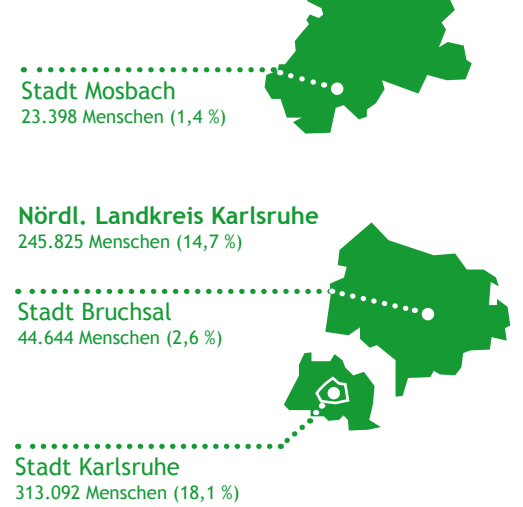 Stadt Mosbach
23.398 Menschen (1,4 %)
Nördl. Landkreis Karlsruhe
245.825 Menschen (14,7 %)
Stadt Bruchsal
44.644 Menschen (2,6 %)
Stadt Karlsruhe
313.092 Menschen (18,1 %)